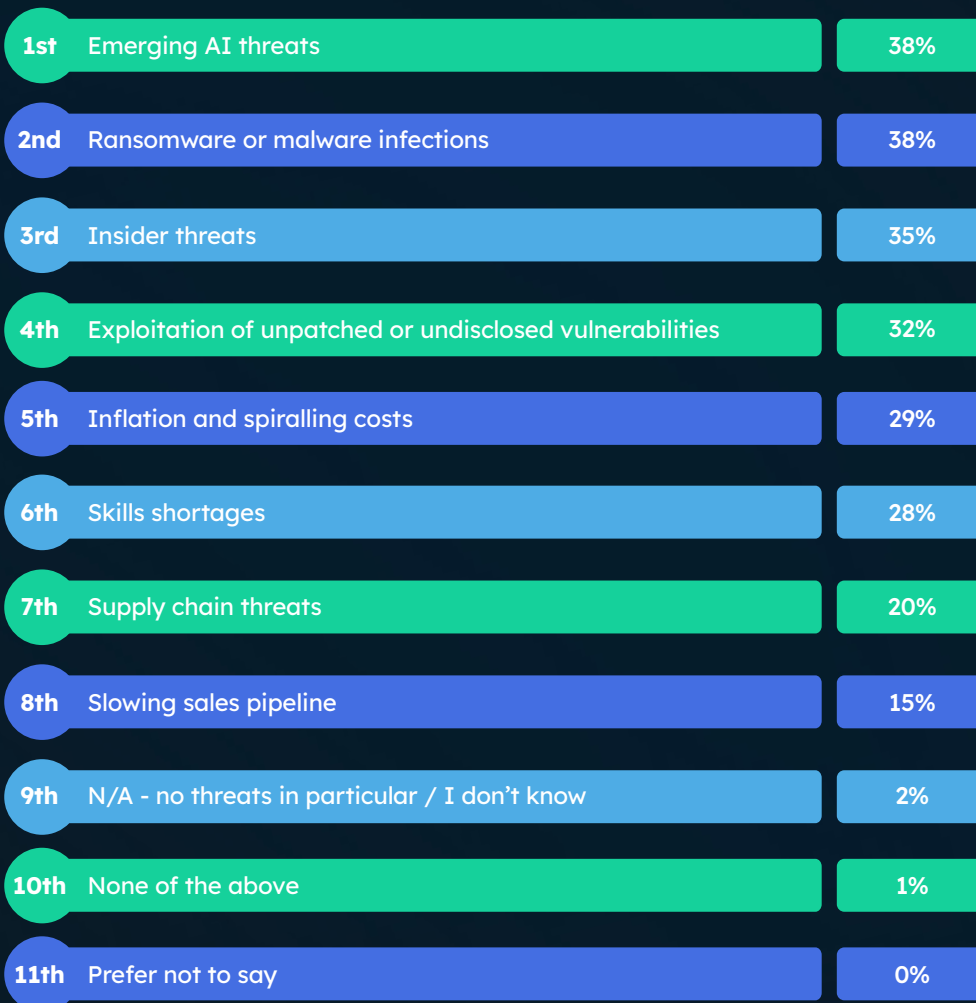 1st Emerging AI threats 38%
2nd Ransomware or malware infections 38%
3rd Insider threats 35%
4th Exploitation of unpatched or undisclosed vulnerabilities 32%
5th Inflation and spiralling costs 29%
6th Skills shortages 28%
7th Supply chain threats 20%
8th Slowing sales pipeline 15%
9th N/A - no threats in particular / I don’t know 2%
10th None of the above 1%
11th Prefer not to say 0%